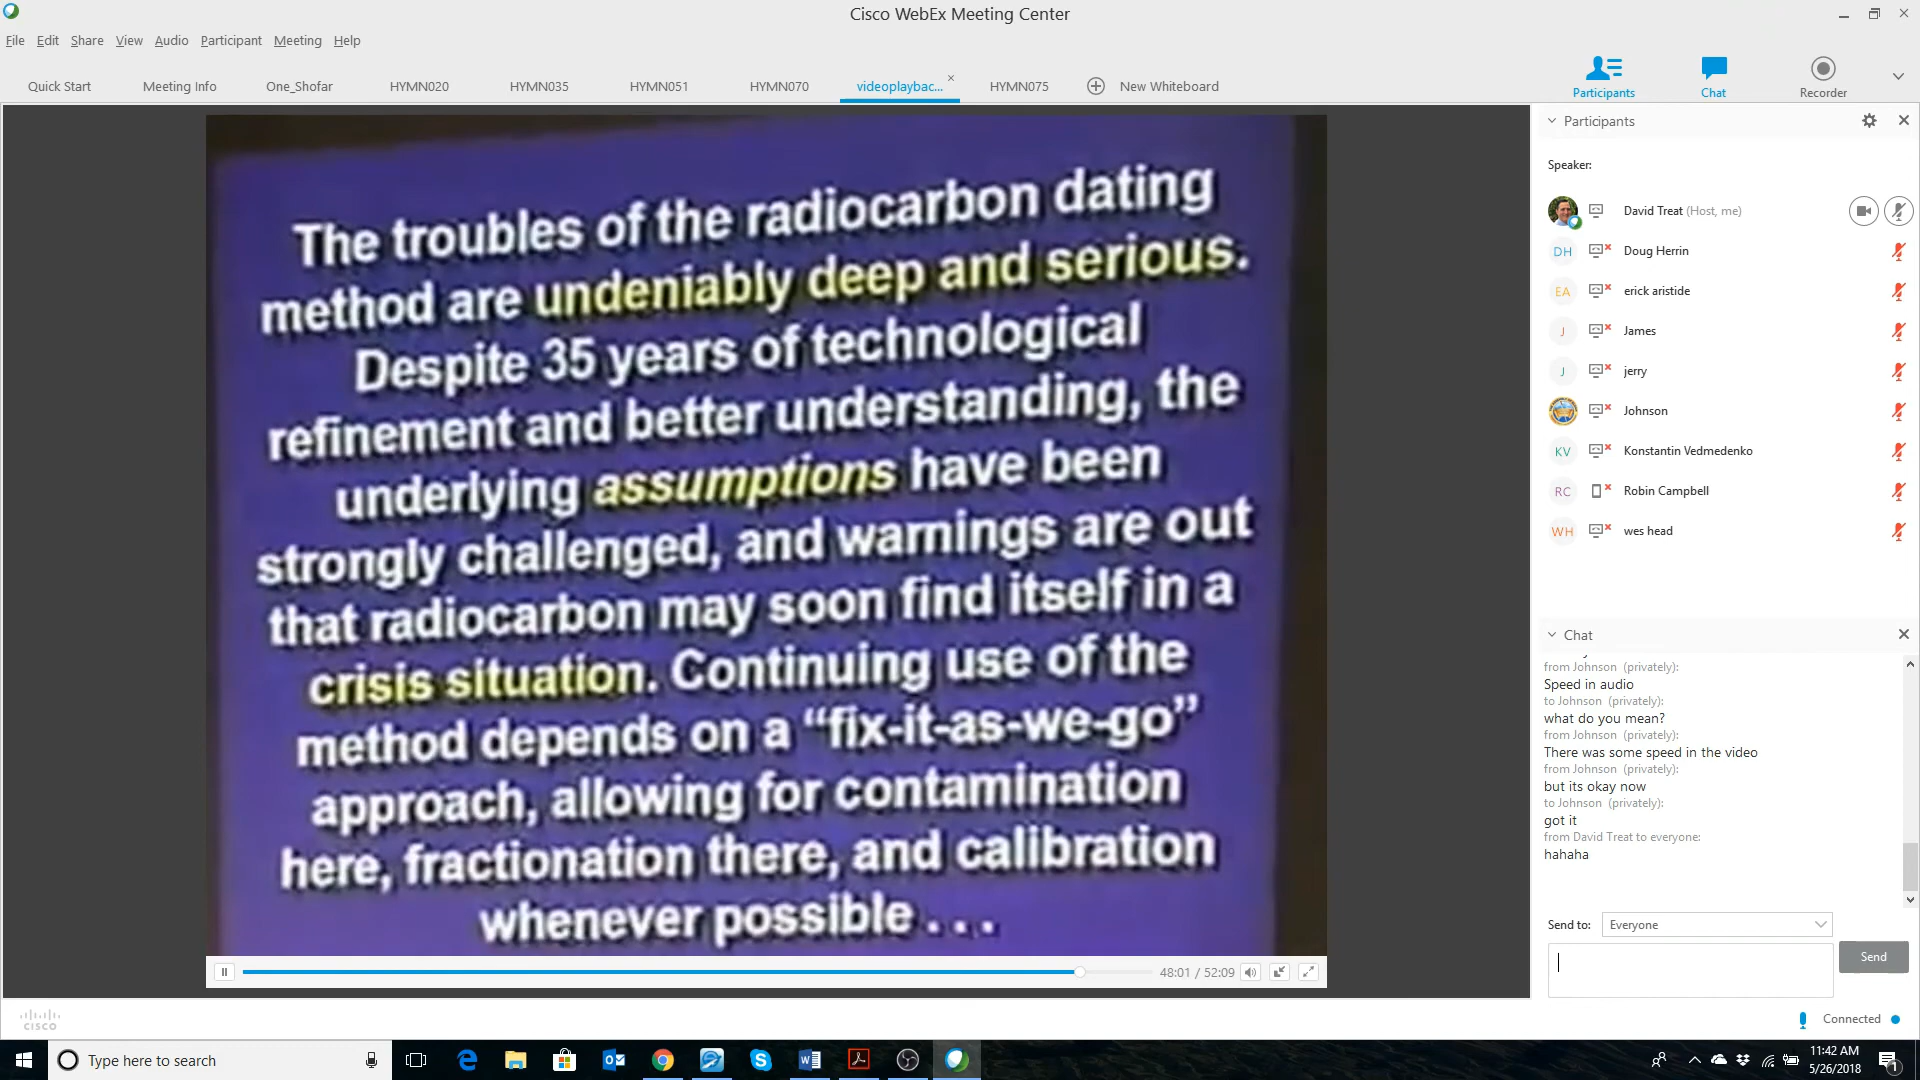 Cisco WebEx Meeting Center
File Edit Share View Audio Participant Meeting Help
Quick Start Meeting Info One_Shofar HYMN020 HYMN035 HYMN051 HYMN070 videoplaybac... HYMN075 New Whiteboard
Participants Chat Recorder
The troubles of the radiocarbon dating
method are undeniably deep and serious.
Despite 35 years of technological
refinement and better understanding, the
underlying assumptions have been
strongly challenged, and warnings are out
that radiocarbon may soon find itself in a
crisis situation. Continuing use of the
method depends on a “fix-it-as-we-go”
approach, allowing for contamination
here, fractionation there, and calibration
whenever possible . . .
48:01 / 52:09
Participants
Speaker:
David Treat (Host, me)
DH Doug Herrin
EA erick aristide
J James
J jerry
Johnson
KV Konstantin Vedmedenko
RC Robin Campbell
WH wes head
Chat
from Johnson (privately):
Speed in audio
to Johnson (privately):
what do you mean?
from Johnson (privately):
There was some speed in the video
from Johnson (privately):
but its okay now
to Johnson (privately):
got it
from David Treat to everyone:
hahaha
Send to: Everyone
Send
CISCO
Connected
Type here to search
11:42 AM
5/26/2018
1